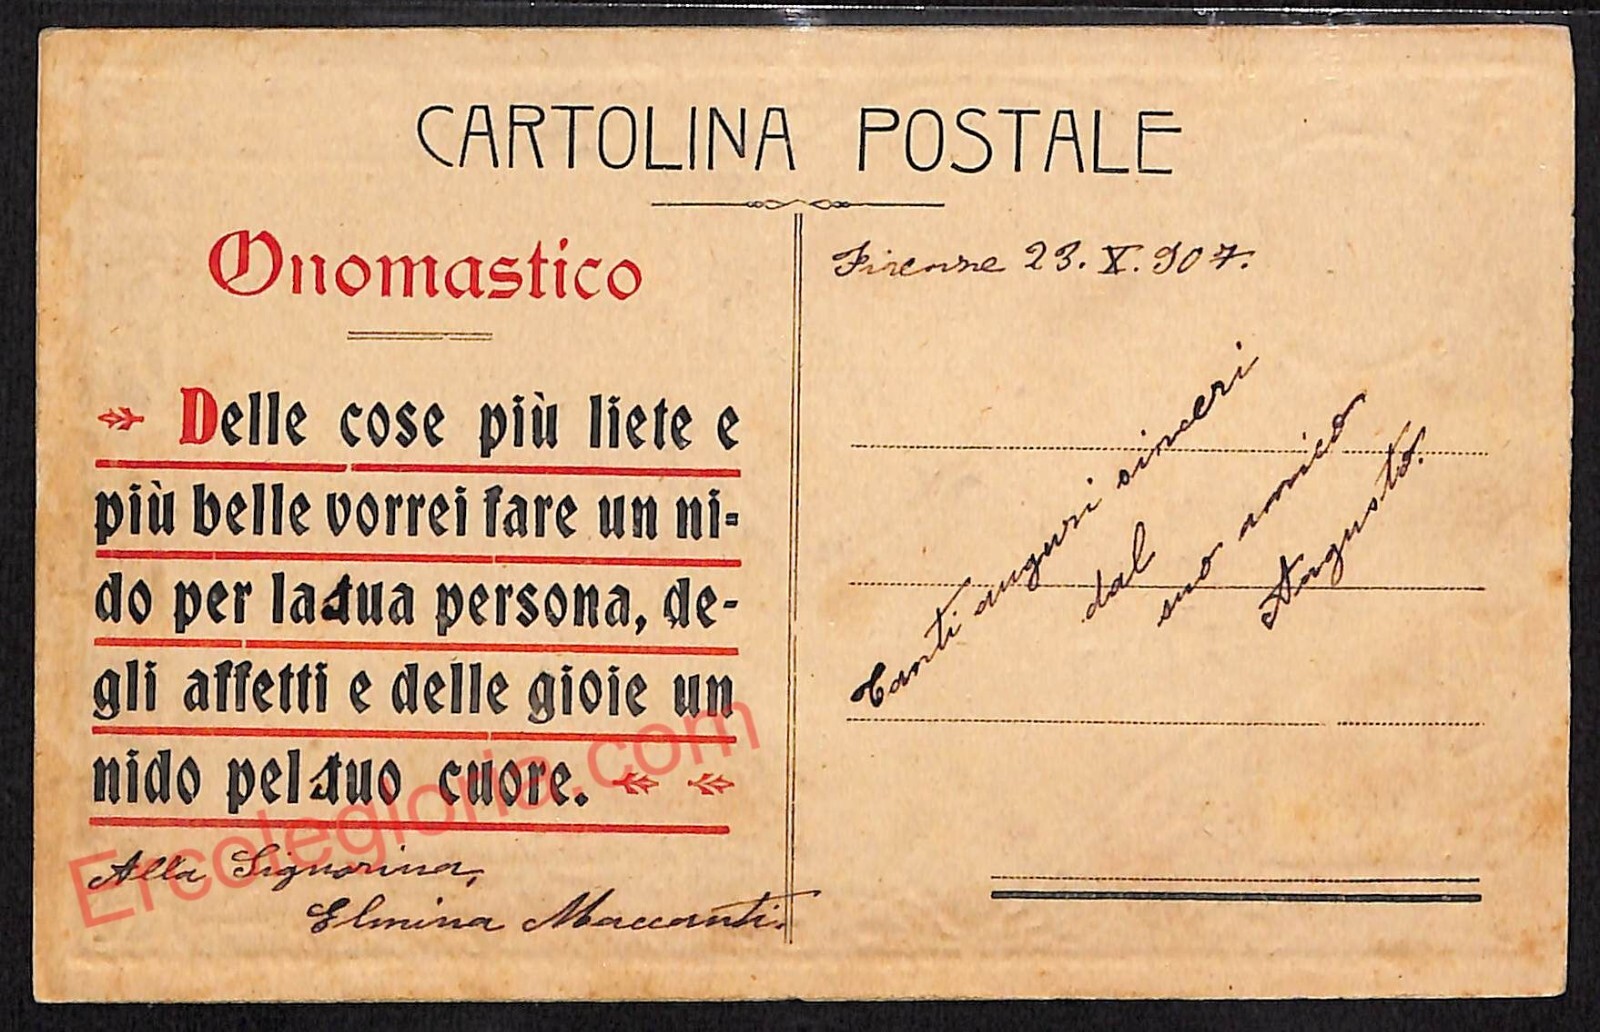 CARTOLINA POSTALE
Onomastico
Delle cose più liete e
più belle vorrei fare un ni-
do per la tua persona, de-
gli affetti e delle gioie un
nido pel tuo cuore.
Alla Signorina,
Elmina Maccanti.
Firenze 23. X. 907.
Tanti auguri sinceri
dal
suo amico
Augusto.
Ercolegioria.com